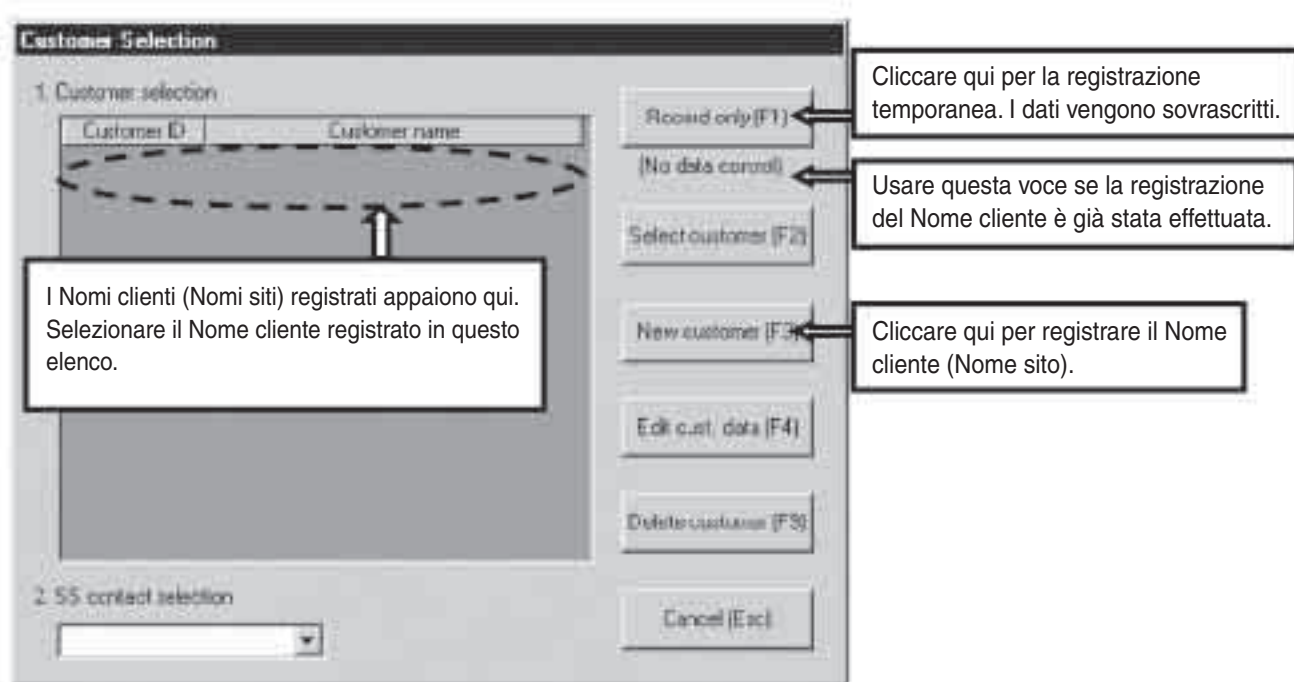 Customer Selection
1. Customer selection
Customer ID Customer name
Record only (F1)
(No data control)
Select customer (F2)
New customer (F3)
Edit cust. data (F4)
Delete customer (F9)
Cancel (Esc)
2. SS contact selection
I Nomi clienti (Nomi siti) registrati appaiono qui.
Selezionare il Nome cliente registrato in questo
elenco.
Cliccare qui per la registrazione
temporanea. I dati vengono sovrascritti.
Usare questa voce se la registrazione
del Nome cliente è già stata effettuata.
Cliccare qui per registrare il Nome
cliente (Nome sito).